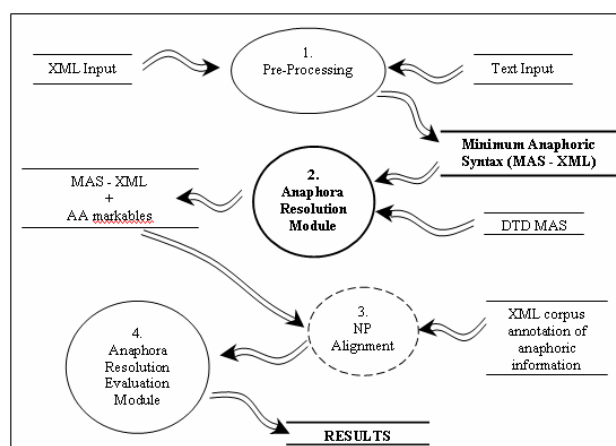 1.
XML Input
Pre-Processing
Text Input
Minimum Anaphoric
Syntax (MAS - XML)
2.
Anaphora
Resolution
Module
MAS - XML
+
AA markables
DTD MAS
3.
NP
Alignment
XML corpus
annotation of
anaphoric
information
4.
Anaphora
Resolution
Evaluation
Module
RESULTS